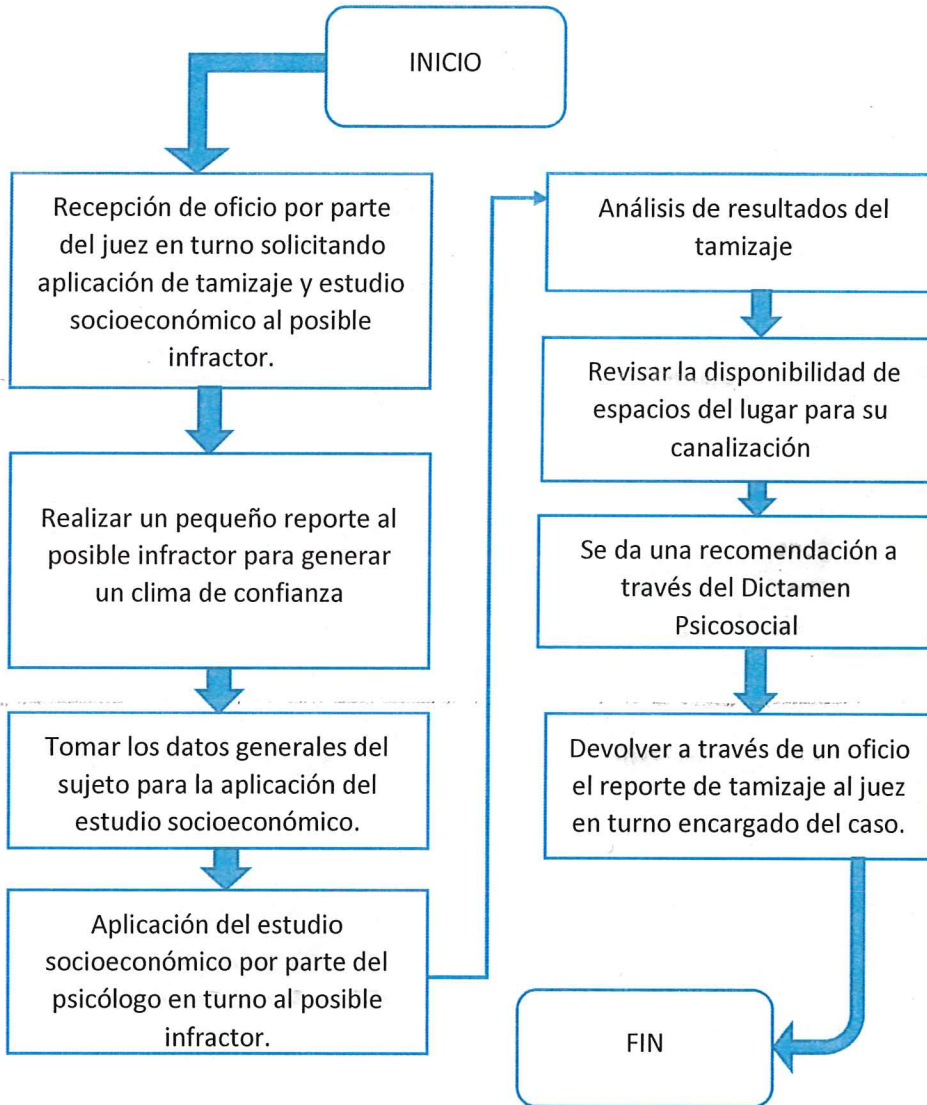 INICIO
Recepción de oficio por parte
del juez en turno solicitando
aplicación de tamizaje y estudio
socioeconómico al posible
infractor.
Realizar un pequeño reporte al
posible infractor para generar
un clima de confianza
Tomar los datos generales del
sujeto para la aplicación del
estudio socioeconómico.
Aplicación del estudio
socioeconómico por parte del
psicólogo en turno al posible
infractor.
Análisis de resultados del
tamizaje
Revisar la disponibilidad de
espacios del lugar para su
canalización
Se da una recomendación a
través del Dictamen
Psicosocial
Devolver a través de un oficio
el reporte de tamizaje al juez
en turno encargado del caso.
FIN